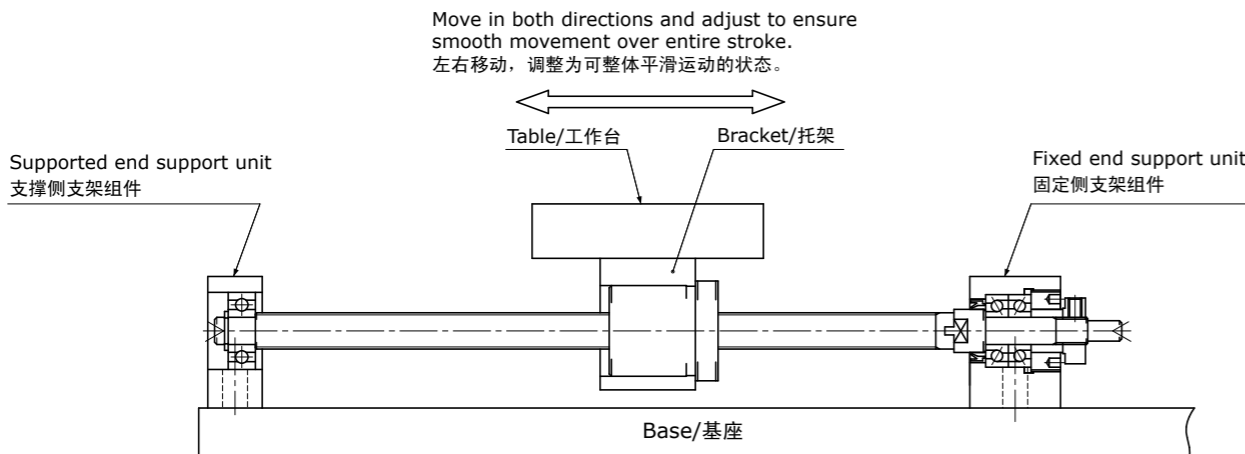 Move in both directions and adjust to ensure
smooth movement over entire stroke.
左右移动，调整为可整体平滑运动的状态。
Table/工作台
Bracket/托架
Supported end support unit
支撑侧支架组件
Fixed end support unit
固定侧支架组件
Base/基座